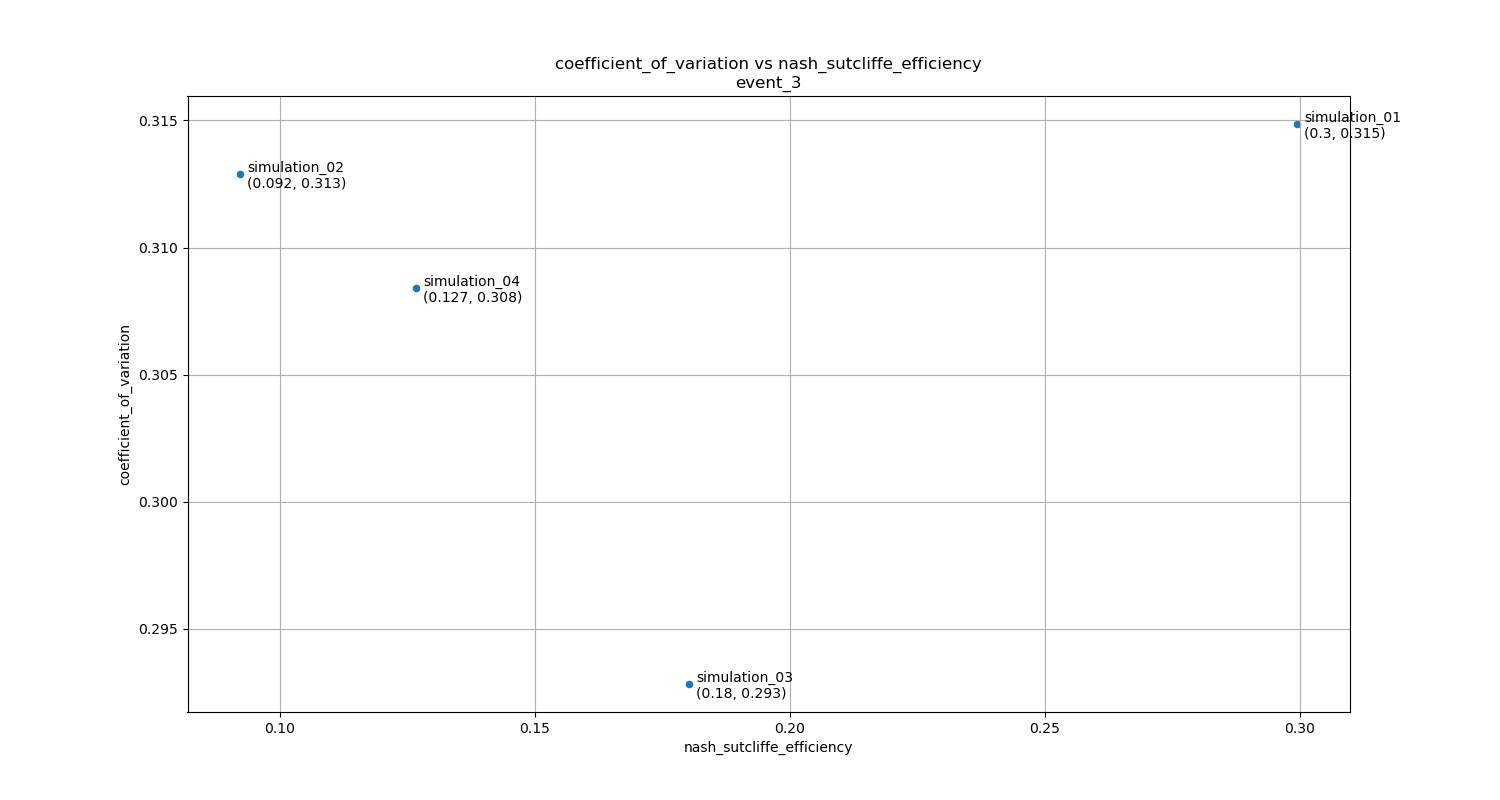 coefficient_of_variation vs nash_sutcliffe_efficiency
event_3
0.315
0.310
0.305
0.300
0.295
coefficient_of_variation
simulation_01
(0.3, 0.315)
simulation_02
(0.092, 0.313)
simulation_04
(0.127, 0.308)
simulation_03
(0.18, 0.293)
0.10 0.15 0.20 0.25 0.30
nash_sutcliffe_efficiency